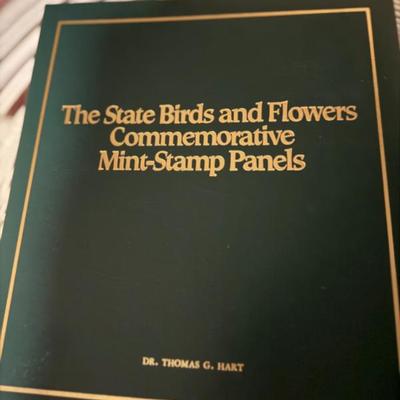 The State Birds and Flowers
Commemorative
Mint-Stamp Panels
DR. THOMAS G. HART